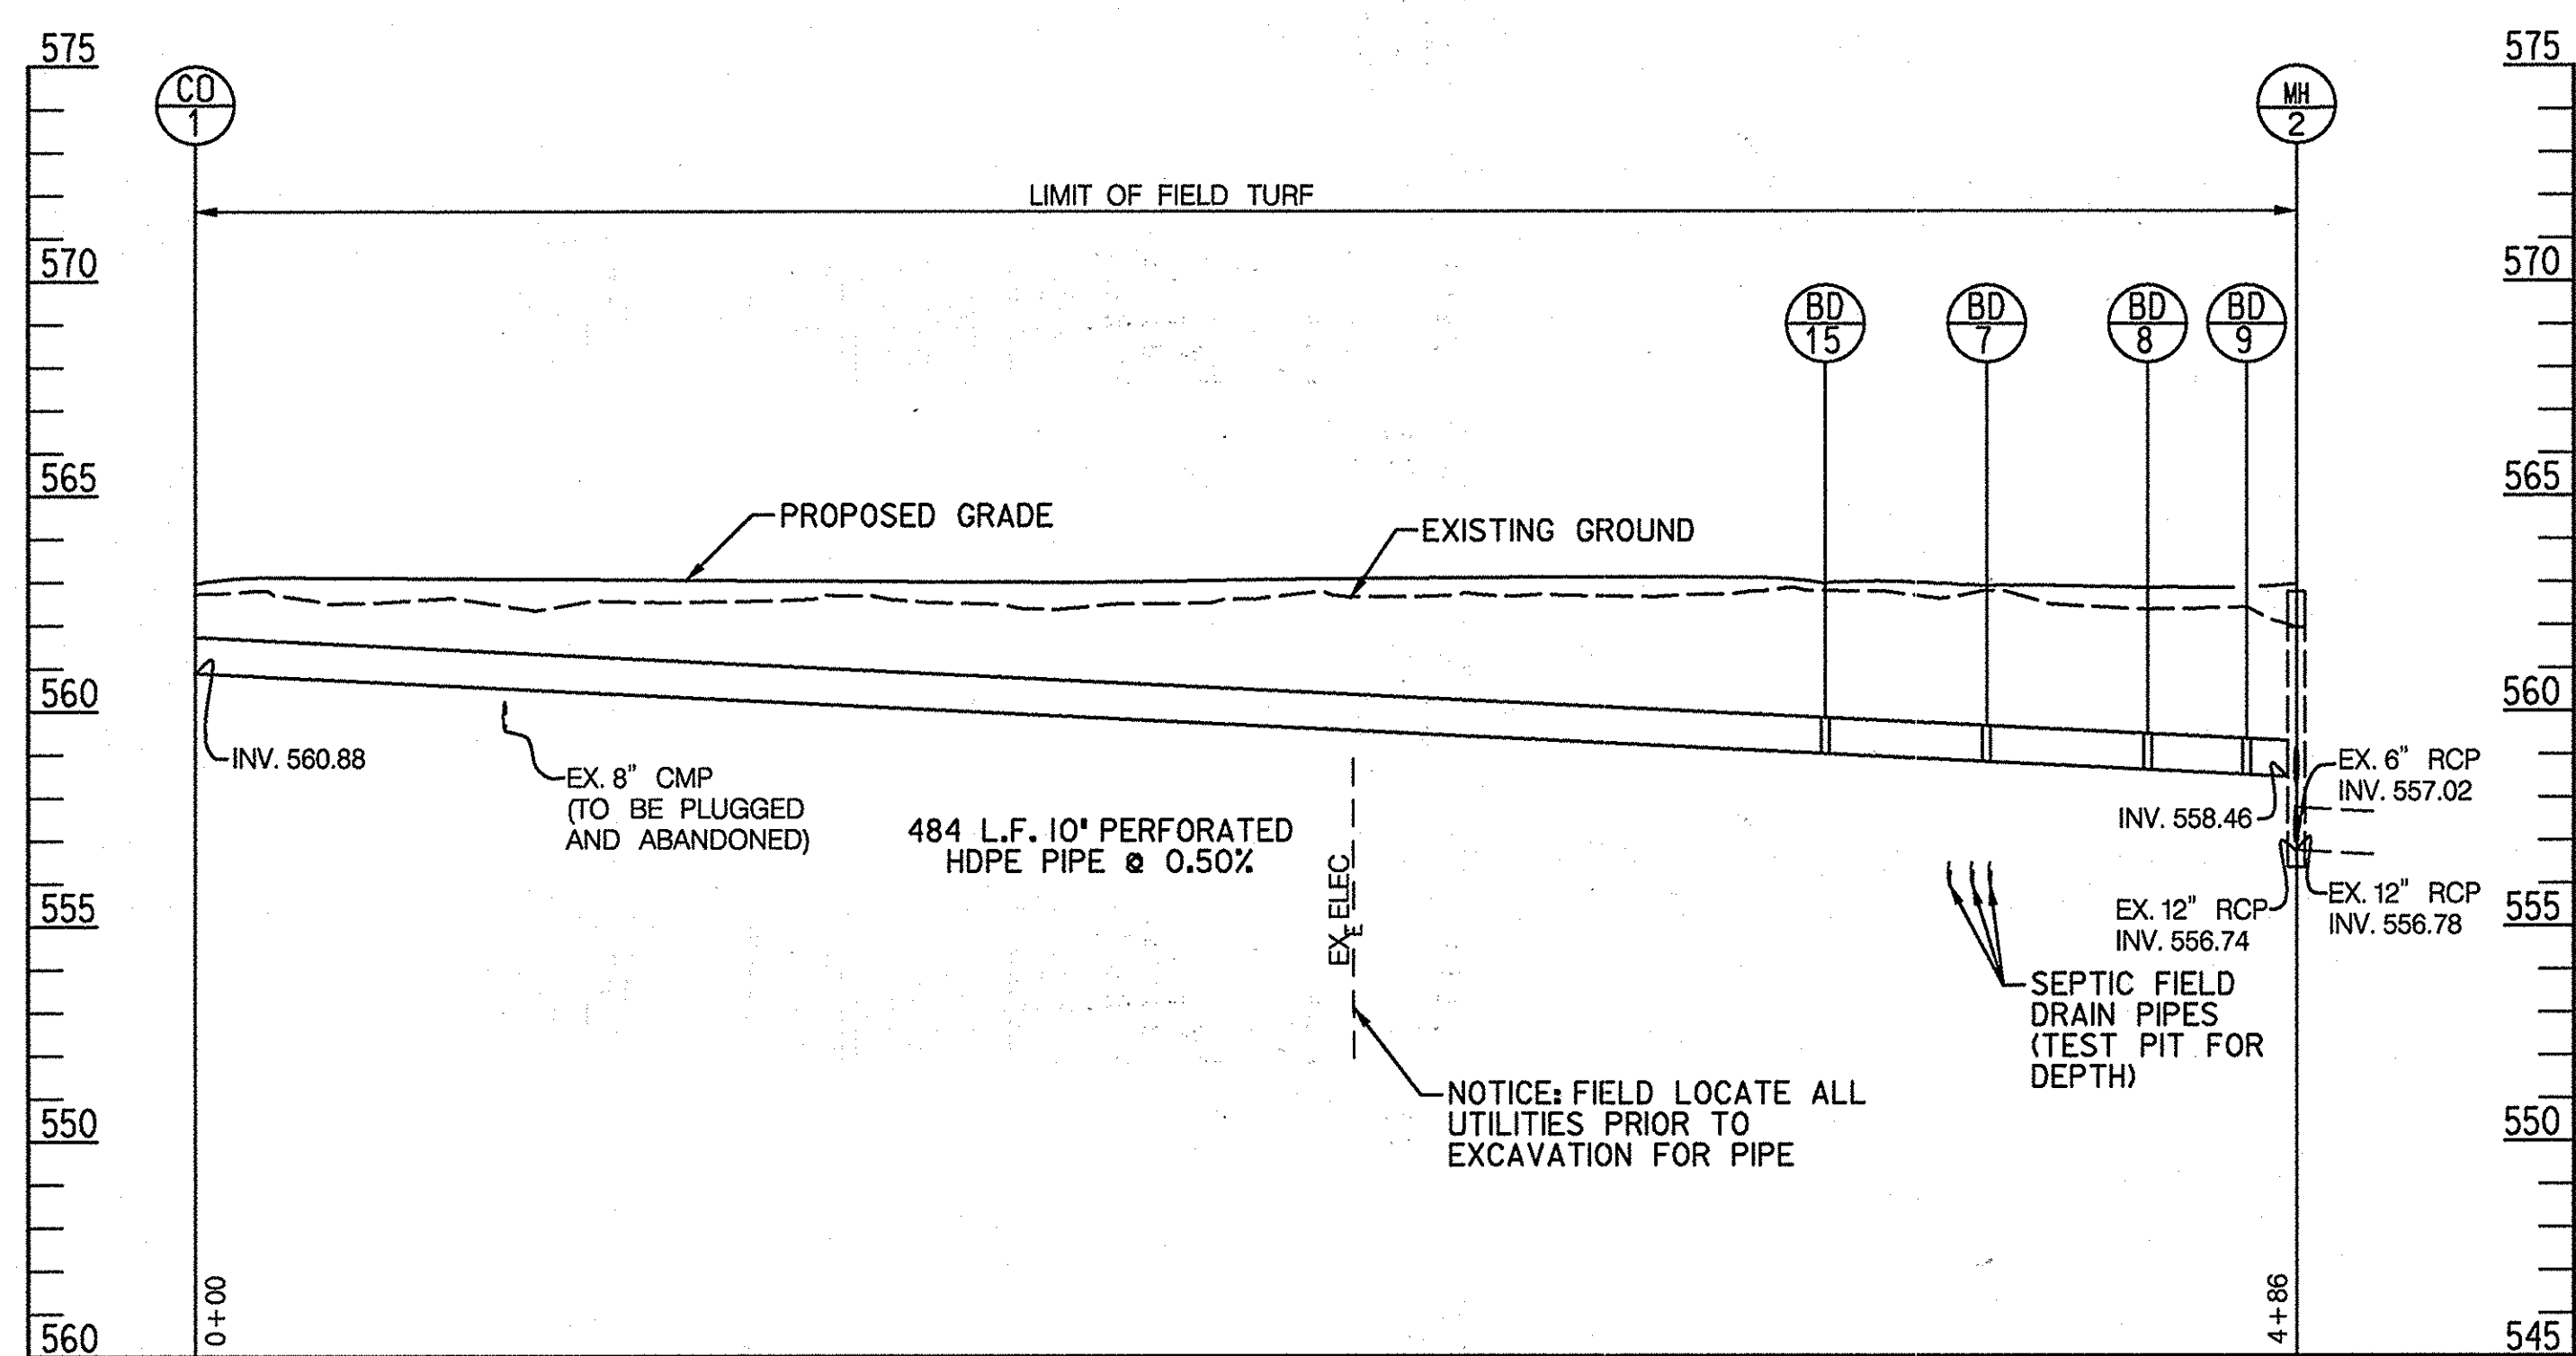 575
575
CO
1
MH
2
LIMIT OF FIELD TURF
570
570
BD
15
BD
7
BD
8
BD
9
565
565
PROPOSED GRADE
EXISTING GROUND
560
560
INV. 560.88
EX. 8" CMP
(TO BE PLUGGED
AND ABANDONED)
484 L.F. 10" PERFORATED
HDPE PIPE @ 0.50%
EX. 6" RCP
INV. 557.02
INV. 558.46
555
555
EX. ELEC
E
EX. 12" RCP
INV. 556.74
EX. 12" RCP
INV. 556.78
SEPTIC FIELD
DRAIN PIPES
(TEST PIT FOR
DEPTH)
550
550
NOTICE: FIELD LOCATE ALL
UTILITIES PRIOR TO
EXCAVATION FOR PIPE
0+00
4+86
560
545